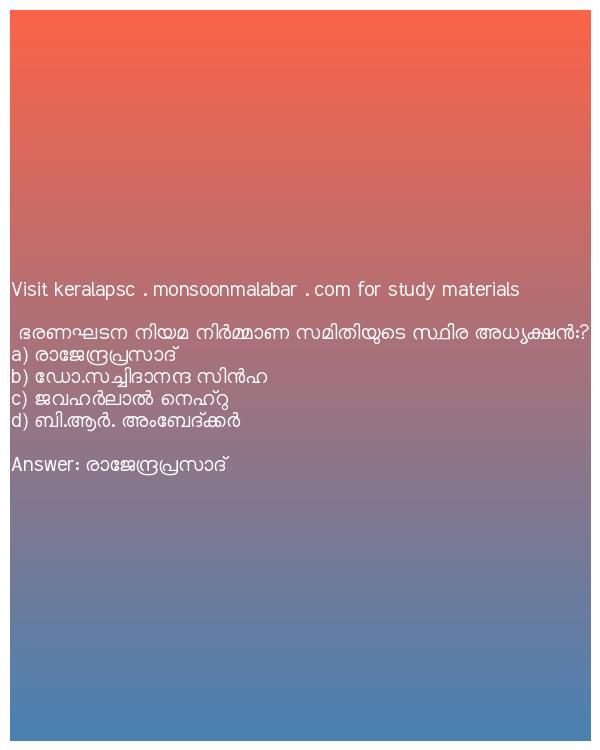 Visit keralapsc . monsoonmalabar . com for study materials
ഭരണഘടന നിയമ നിർമ്മാണ സമിതിയുടെ സ്ഥിര അധ്യക്ഷൻ:?
a) രാജേന്ദ്രപ്രസാദ്
b) ഡോ.സച്ചിദാനന്ദ സിൻഹ
c) ജവഹർലാൽ നെഹ്റു
d) ബി.ആർ. അംബേദ്ക്കർ
Answer: രാജേന്ദ്രപ്രസാദ്